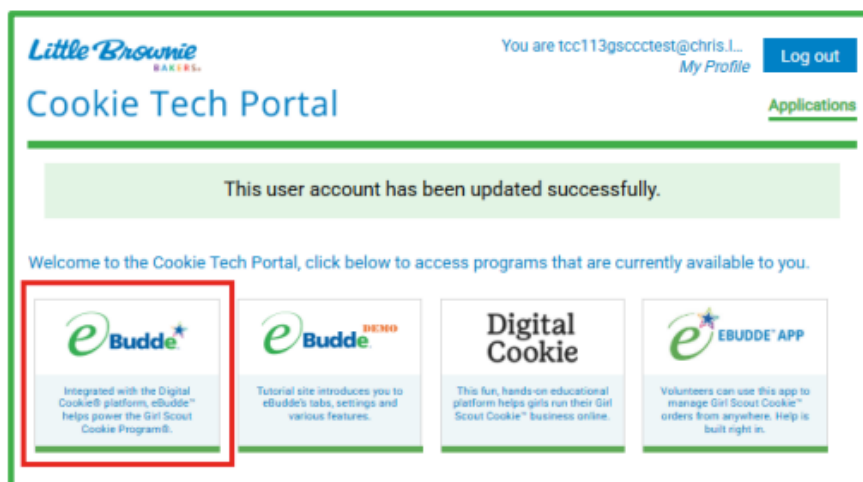 Little Brownie
BAKERS®
You are tcc113gsccctest@chris.l...
My Profile
Log out
Cookie Tech Portal
Applications
This user account has been updated successfully.
Welcome to the Cookie Tech Portal, click below to access programs that are currently available to you.
eBudde™
Integrated with the Digital
Cookie® platform, eBudde™
helps power the Girl Scout
Cookie Program®.
eBudde DEMO
Tutorial site introduces you to
eBudde's tabs, settings and
various features.
Digital
Cookie
This fun, hands-on educational
platform helps girls run their Girl
Scout Cookie™ business online.
e EBUDDE™ APP
Volunteers can use this app to
manage Girl Scout Cookie™
orders from anywhere. Help is
built right in.